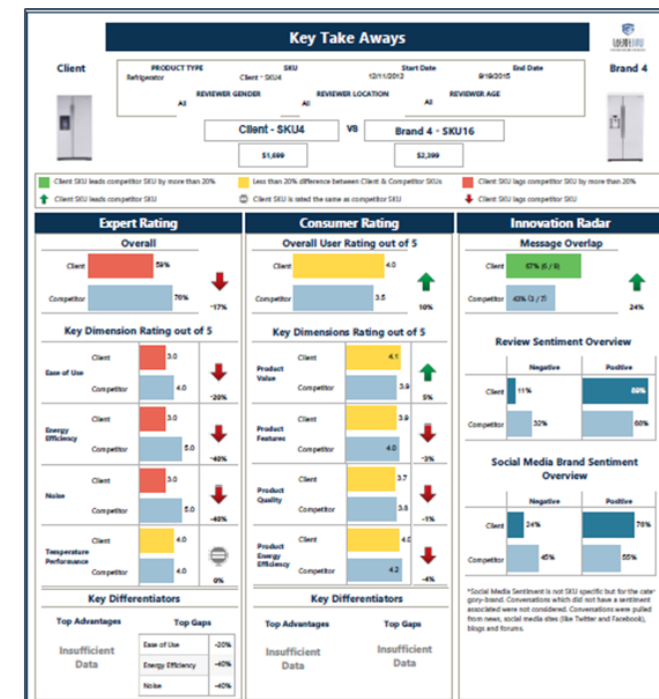 Key Take Aways
Client
Brand 4
PRODUCT TYPE SKU Start Date End Date
Refrigerator Client - SKU4 12/11/2012 9/19/2015
REVIEWER GENDER REVIEWER LOCATION REVIEWER AGE
All All All
Client - SKU4 VS Brand 4 - SKU16
$1,699 $2,399
Client SKU leads competitor SKU by more than 20% Less than 20% difference between Client & Competitor SKUs Client SKU lags competitor SKU by more than 20%
Client SKU leads competitor SKU Client SKU is rated the same as competitor SKU Client SKU lags competitor SKU
Expert Rating
Overall
Client 59%
Competitor 70%
-17%
Key Dimension Rating out of 5
Ease of Use
Client 3.0
Competitor 4.0
-20%
Energy Efficiency
Client 3.0
Competitor 5.0
-40%
Noise
Client 3.0
Competitor 5.0
-40%
Temperature Performance
Client 4.0
Competitor 4.0
0%
Key Differentiators
Top Advantages Top Gaps
Insufficient
Data
Ease of Use -20%
Energy Efficiency -40%
Noise -40%
Consumer Rating
Overall User Rating out of 5
Client 4.0
Competitor 3.5
10%
Key Dimensions Rating out of 5
Product Value
Client 4.1
Competitor 3.9
5%
Product Features
Client 3.9
Competitor 4.0
-3%
Product Quality
Client 3.7
Competitor 3.8
-1%
Product Energy Efficiency
Client 4.0
Competitor 4.2
-4%
Key Differentiators
Top Advantages Top Gaps
Insufficient Insufficient
Data Data
Innovation Radar
Message Overlap
Client 67% (6 / 9)
Competitor 43% (3 / 7)
24%
Review Sentiment Overview
Negative Positive
Client 11% 89%
Competitor 32% 68%
Social Media Brand Sentiment
Overview
Negative Positive
Client 24% 76%
Competitor 45% 55%
*Social Media Sentiment is not SKU specific but for the cate-
gory-brand. Conversations which did not have a sentiment
associated were not considered. Conversations were pulled
from news, social media sites (like Twitter and Facebook),
blogs and forums.